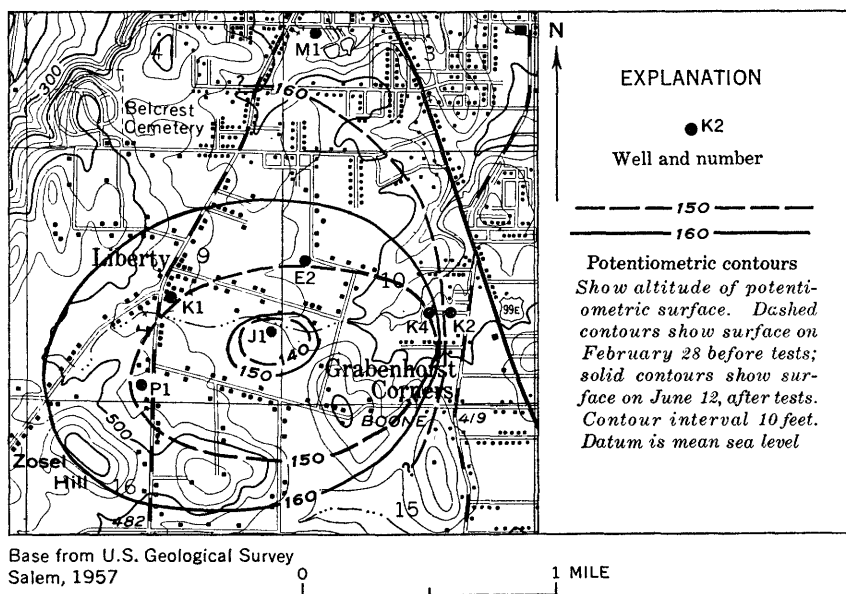 300
4
M1
3
160
Belcrest
Cemetery
?
Liberty
9
E2
10
K1
K4
K2
99E
J1
150
140
Grabenhorst
Corners
P1
BOONE
419
500
150
Zosel
Hill
16
160
15
482
?
N
EXPLANATION
K2
Well and number
150
160
Potentiometric contours
Show altitude of potenti-
ometric surface. Dashed
contours show surface on
February 28 before tests;
solid contours show sur-
face on June 12, after tests.
Contour interval 10 feet.
Datum is mean sea level
Base from U.S. Geological Survey
Salem, 1957
0
1 MILE